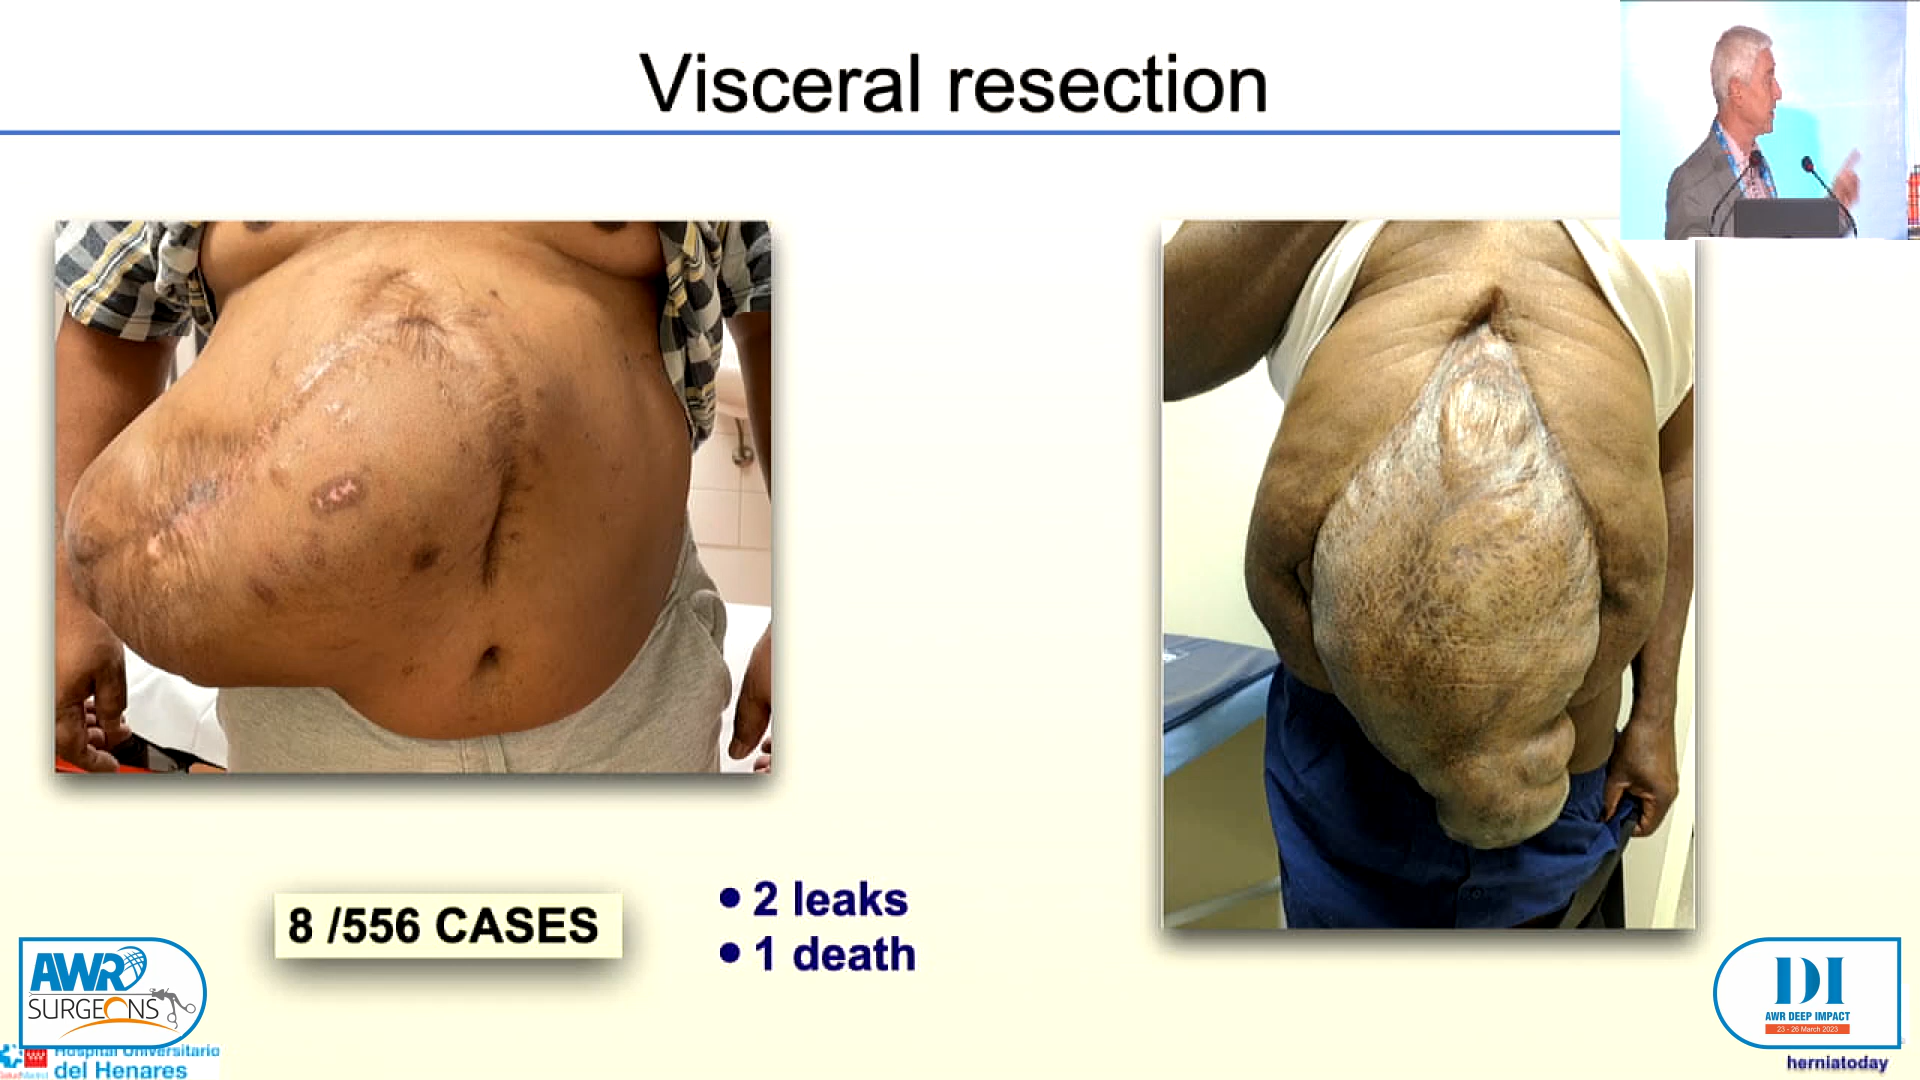 Visceral resection
8 /556 CASES
• 2 leaks
• 1 death
AWR
SURGEONS
Hospital Universitario
del Henares
DI
AWR DEEP IMPACT
23 - 26 March 2023
herniatoday